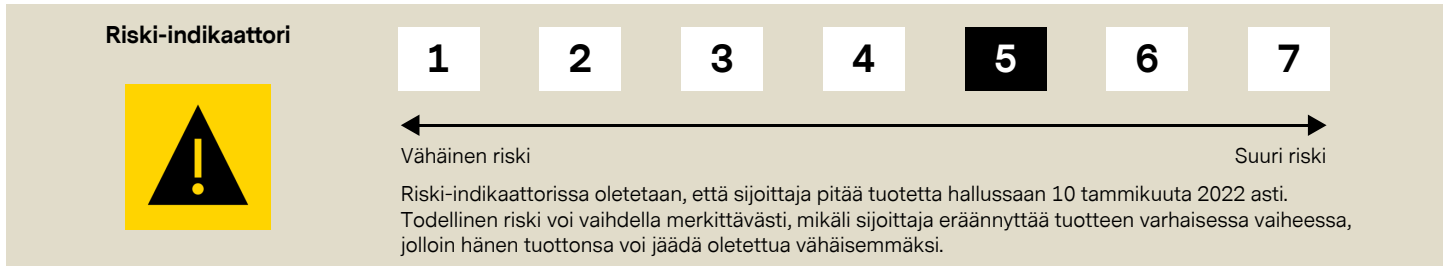 Riski-indikaattori
1 2 3 4 5 6 7
Vähäinen riski Suuri riski
Riski-indikaattorissa oletetaan, että sijoittaja pitää tuotetta hallussaan 10 tammikuuta 2022 asti.
Todellinen riski voi vaihdella merkittävästi, mikäli sijoittaja eräännyttää tuotteen varhaisessa vaiheessa,
jolloin hänen tuottonsa voi jäädä oletettua vähäisemmäksi.